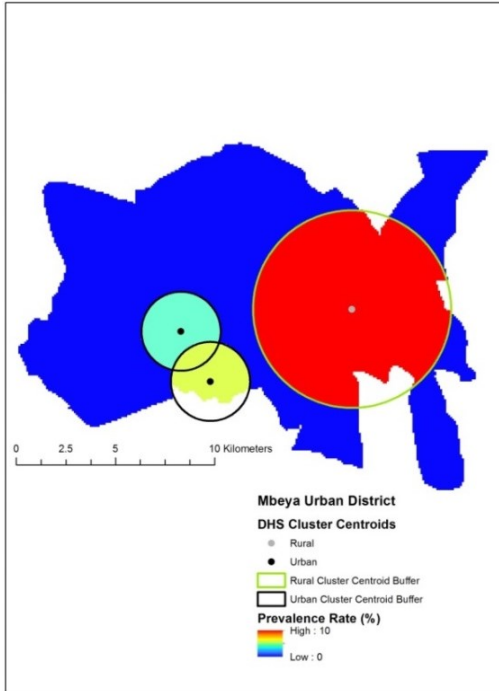 0 2.5 5 10 Kilometers
Mbeya Urban District
DHS Cluster Centroids
Rural
Urban
Rural Cluster Centroid Buffer
Urban Cluster Centroid Buffer
Prevalence Rate (%)
High : 10
Low : 0